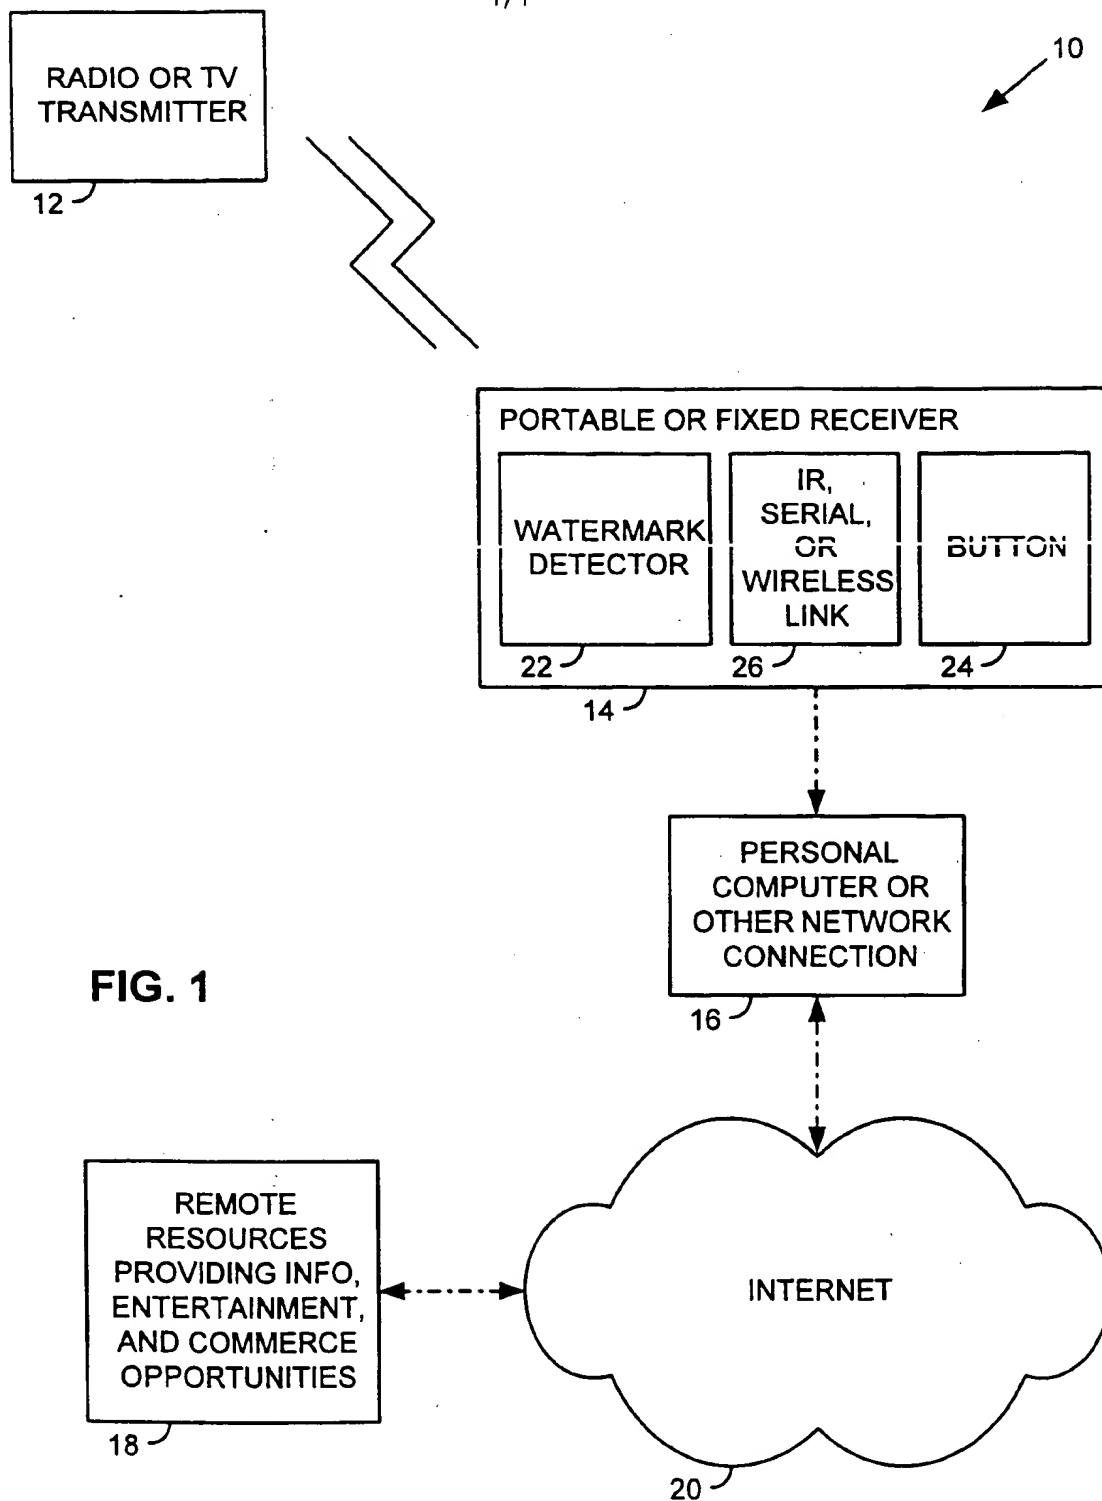 10
RADIO OR TV
TRANSMITTER
12
PORTABLE OR FIXED RECEIVER
WATERMARK
DETECTOR
22
IR,
SERIAL,
OR
WIRELESS
LINK
26
BUTTON
24
14
PERSONAL
COMPUTER OR
OTHER NETWORK
CONNECTION
16
FIG. 1
REMOTE
RESOURCES
PROVIDING INFO,
ENTERTAINMENT,
AND COMMERCE
OPPORTUNITIES
18
INTERNET
20